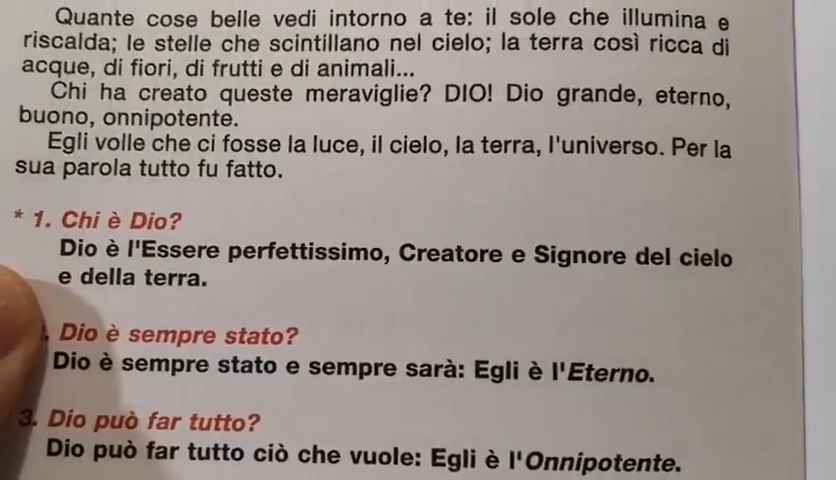 Quante cose belle vedi intorno a te: il sole che illumina e
riscalda; le stelle che scintillano nel cielo; la terra così ricca di
acque, di fiori, di frutti e di animali...
Chi ha creato queste meraviglie? DIO! Dio grande, eterno,
buono, onnipotente.
Egli volle che ci fosse la luce, il cielo, la terra, l'universo. Per la
sua parola tutto fu fatto.
* 1. Chi è Dio?
Dio è l'Essere perfettissimo, Creatore e Signore del cielo
e della terra.
Dio è sempre stato?
Dio è sempre stato e sempre sarà: Egli è l'Eterno.
3. Dio può far tutto?
Dio può far tutto ciò che vuole: Egli è l'Onnipotente.